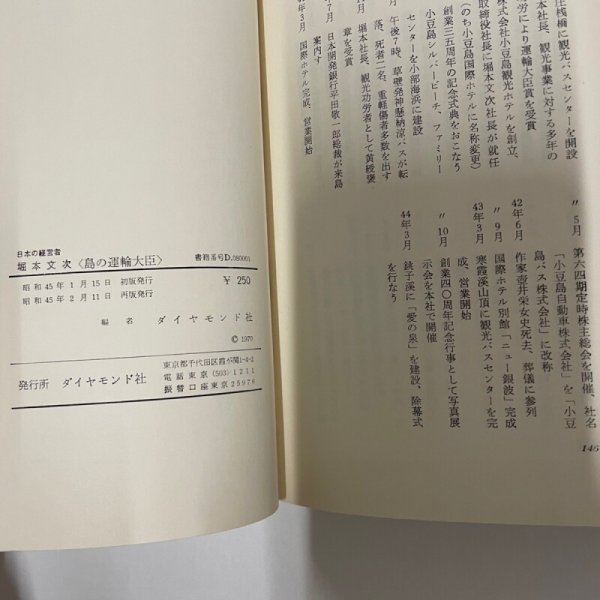 庄桟橋に観光バスセンターを開設
本社長、観光事業に対する多年の
労により運輸大臣賞を受賞
株式会社小豆島観光ホテルを創立、
取締役社長に堀本文次社長が就任
(のち小豆島国際ホテルに名称変更)
創業三五周年の記念式典をおこなう
小豆島シルバービーチ、ファミリー
センターを小部海浜に建設
午後7時、草壁発神懸納涼バスが転
落、死者二名、重軽傷者多数を出す
堀本社長、観光功労者として黄綬褒
章を受賞
7月 日本開発銀行平田敬一郎総裁が来島
案内す
年3月 国際ホテル完成、営業開始
〃 5月 第六四期定時株主総会を開催、社名
「小豆島自動車株式会社」を「小豆
島バス株式会社」に改称
42年6月 作家壺井栄女史死去、葬儀に参列
〃 9月 国際ホテル別館「ニュー銀波」完成
43年3月 寒霞渓山頂に観光バスセンターを完
成、営業開始
〃 10月 創業四〇周年記念行事として写真展
示会を本社で開催
44年3月 銚子渓に「愛の泉」を建設、除幕式
を行なう
145
日本の経営者
堀本文次〈島の運輸大臣〉 書籍番号D.080001
昭和45年1月15日 初版発行 ¥250
昭和45年2月11日 再版発行
編者 ダイヤモンド社
© 1970
発行所 ダイヤモンド社
東京都千代田区霞が関1-4-2
電話東京(503)1211
振替口座東京25976